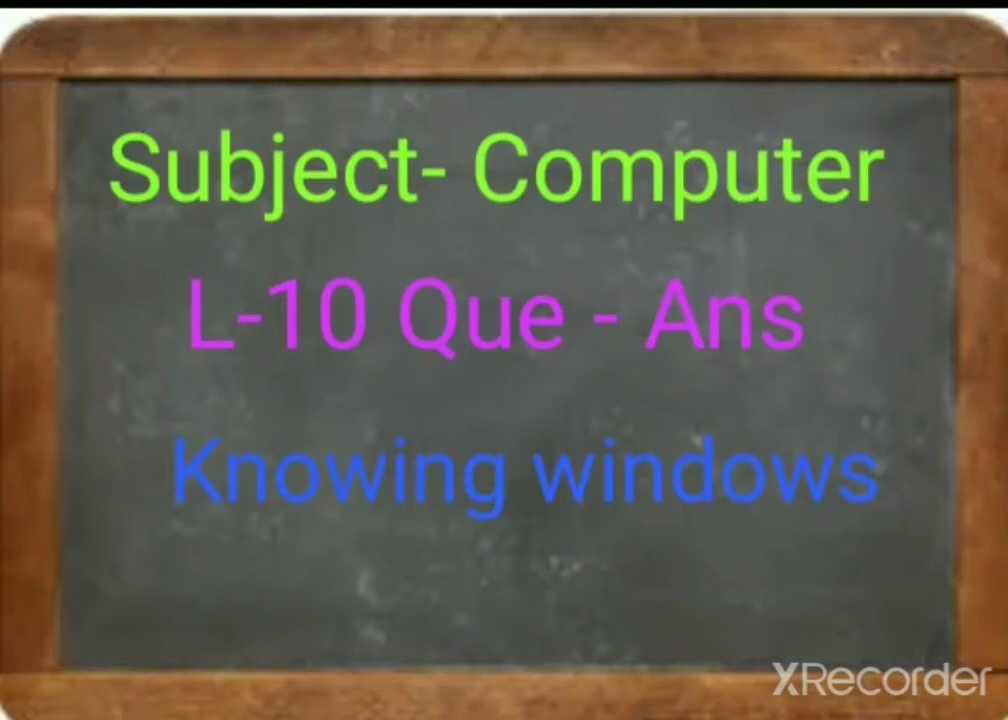 Subject- Computer
L-10 Que - Ans
Knowing windows
XRecorder